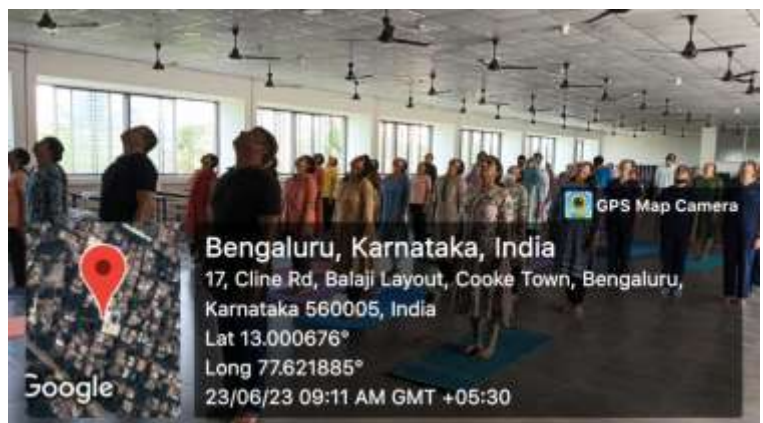 GPS Map Camera
Bengaluru, Karnataka, India
17, Cline Rd, Balaji Layout, Cooke Town, Bengaluru,
Karnataka 560005, India
Lat 13.000676°
Long 77.621885°
23/06/23 09:11 AM GMT +05:30
Google